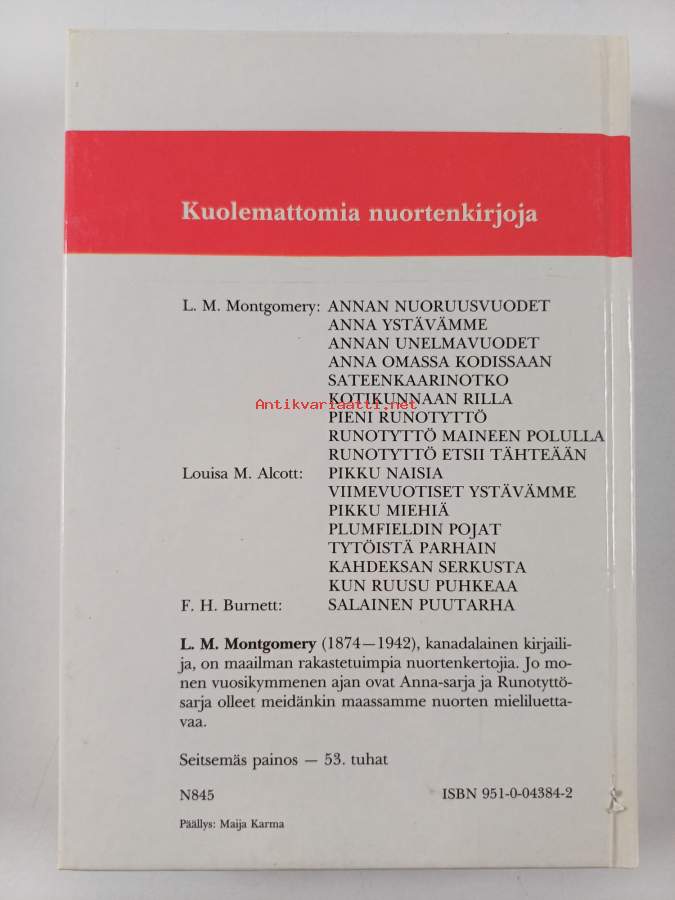 Kuolemattomia nuortenkirjoja
L. M. Montgomery: ANNAN NUORUUSVUODET
ANNA YSTÄVÄMME
ANNAN UNELMAVUODET
ANNA OMASSA KODISSAAN
SATEENKAARINOTKO
KOTIKUNNAAN RILLA
Antikvariaatti.net
PIENI RUNOTYTTÖ
RUNOTYTTÖ MAINEEN POLULLA
RUNOTYTTÖ ETSII TÄHTEÄÄN
Louisa M. Alcott: PIKKU NAISIA
VIIMEVUOTISET YSTÄVÄMME
PIKKU MIEHIÄ
PLUMFIELDIN POJAT
TYTÖISTÄ PARHAIN
KAHDEKSAN SERKUSTA
KUN RUUSU PUHKEAA
F. H. Burnett: SALAINEN PUUTARHA
L. M. Montgomery (1874—1942), kanadalainen kirjaili-
ja, on maailman rakastetuimpia nuortenkertojia. Jo mo-
nen vuosikymmenen ajan ovat Anna-sarja ja Runotyttö-
sarja olleet meidänkin maassamme nuorten mieliluetta-
vaa.
Seitsemäs painos — 53. tuhat
N845 ISBN 951-0-04384-2
Päällys: Maija Karma